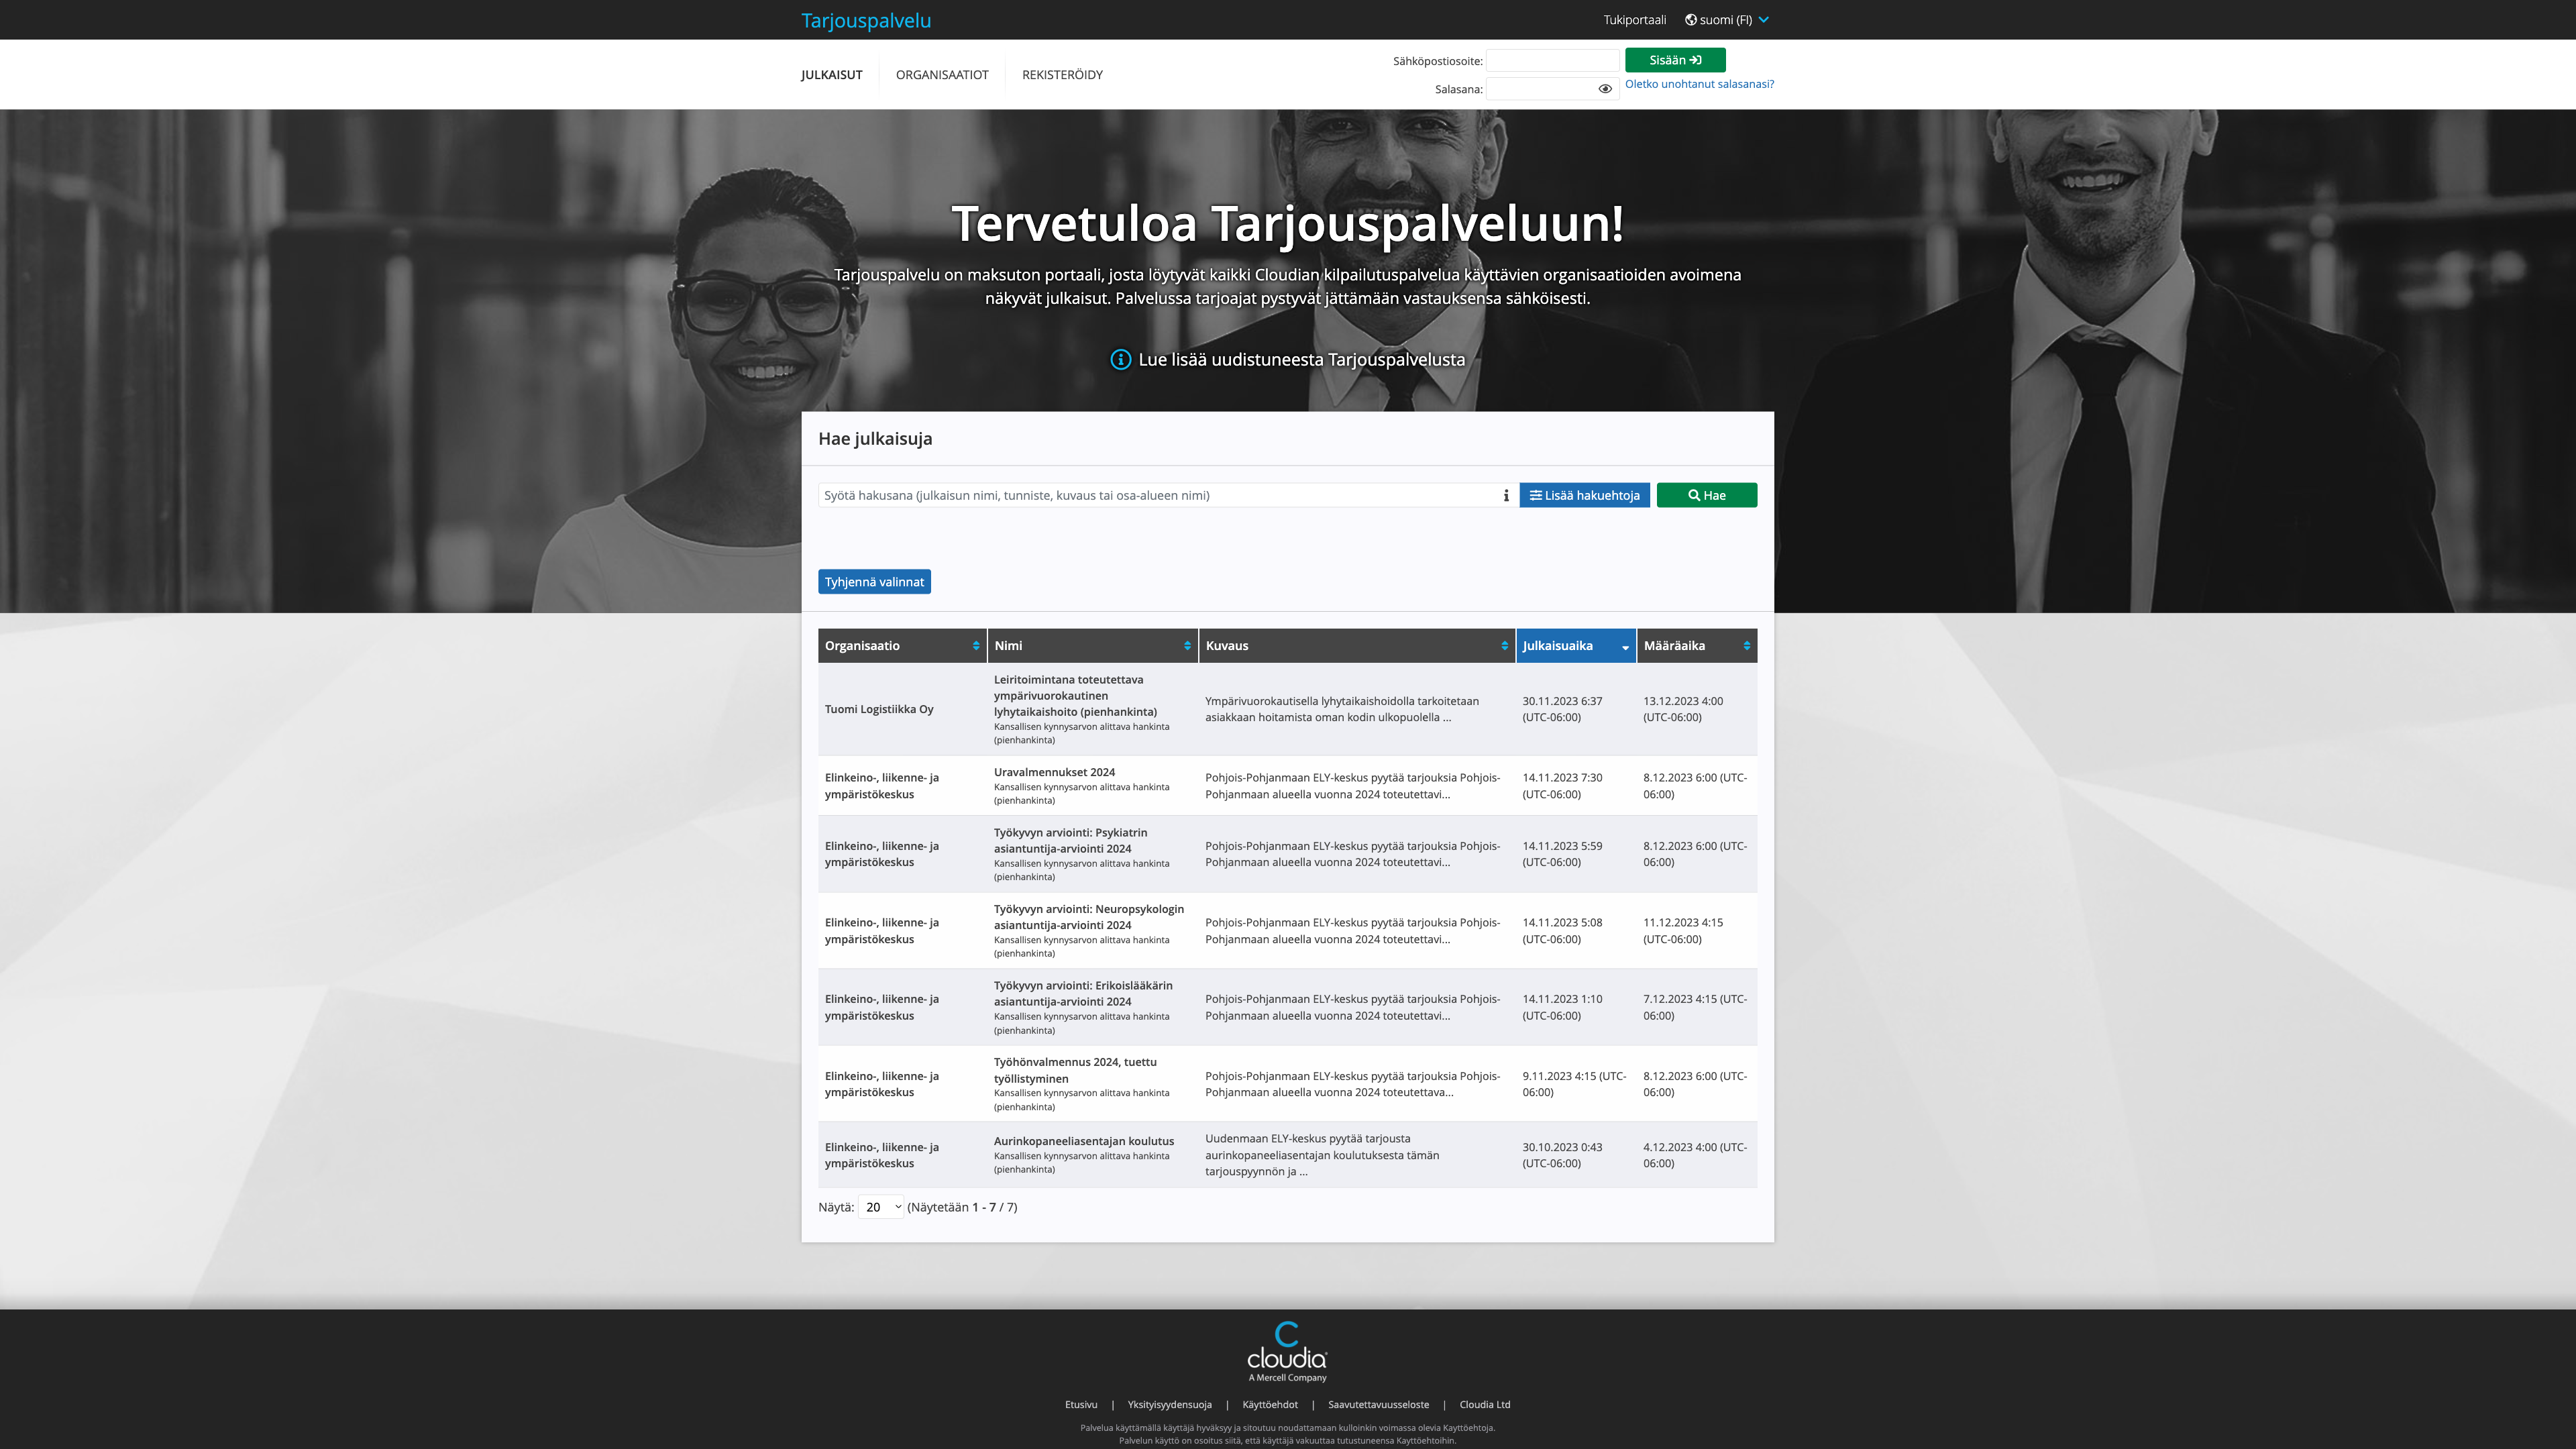 Tarjouspalvelu
Tukiportaali
suomi (FI)
JULKAISUT
ORGANISAATIOT
REKISTERÖIDY
Sähköpostiosoite:
Sisään
Salasana:
Oletko unohtanut salasanasi?
Tervetuloa Tarjouspalveluun!
Tarjouspalvelu on maksuton portaali, josta löytyvät kaikki Cloudian kilpailutuspalvelua käyttävien organisaatioiden avoimena
näkyvät julkaisut. Palvelussa tarjoajat pystyvät jättämään vastauksensa sähköisesti.
Lue lisää uudistuneesta Tarjouspalvelusta
Hae julkaisuja
Syötä hakusana (julkaisun nimi, tunniste, kuvaus tai osa-alueen nimi)
Lisää hakuehtoja
Hae
Tyhjennä valinnat
Organisaatio
Nimi
Kuvaus
Julkaisuaika
Määräaika
Tuomi Logistiikka Oy
Leiritoimintana toteutettava
ympärivuorokautinen
lyhytaikaishoito (pienhankinta)
Kansallisen kynnysarvon alittava hankinta
(pienhankinta)
Ympärivuorokautisella lyhytaikaishoidolla tarkoitetaan
asiakkaan hoitamista oman kodin ulkopuolella ...
30.11.2023 6:37
(UTC-06:00)
13.12.2023 4:00
(UTC-06:00)
Elinkeino-, liikenne- ja
ympäristökeskus
Uravalmennukset 2024
Kansallisen kynnysarvon alittava hankinta
(pienhankinta)
Pohjois-Pohjanmaan ELY-keskus pyytää tarjouksia Pohjois-
Pohjanmaan alueella vuonna 2024 toteutettavi...
14.11.2023 7:30
(UTC-06:00)
8.12.2023 6:00 (UTC-
06:00)
Elinkeino-, liikenne- ja
ympäristökeskus
Työkyvyn arviointi: Psykiatrin
asiantuntija-arviointi 2024
Kansallisen kynnysarvon alittava hankinta
(pienhankinta)
Pohjois-Pohjanmaan ELY-keskus pyytää tarjouksia Pohjois-
Pohjanmaan alueella vuonna 2024 toteutettavi...
14.11.2023 5:59
(UTC-06:00)
8.12.2023 6:00 (UTC-
06:00)
Elinkeino-, liikenne- ja
ympäristökeskus
Työkyvyn arviointi: Neuropsykologin
asiantuntija-arviointi 2024
Kansallisen kynnysarvon alittava hankinta
(pienhankinta)
Pohjois-Pohjanmaan ELY-keskus pyytää tarjouksia Pohjois-
Pohjanmaan alueella vuonna 2024 toteutettavi...
14.11.2023 5:08
(UTC-06:00)
11.12.2023 4:15
(UTC-06:00)
Elinkeino-, liikenne- ja
ympäristökeskus
Työkyvyn arviointi: Erikoislääkärin
asiantuntija-arviointi 2024
Kansallisen kynnysarvon alittava hankinta
(pienhankinta)
Pohjois-Pohjanmaan ELY-keskus pyytää tarjouksia Pohjois-
Pohjanmaan alueella vuonna 2024 toteutettavi...
14.11.2023 1:10
(UTC-06:00)
7.12.2023 4:15 (UTC-
06:00)
Elinkeino-, liikenne- ja
ympäristökeskus
Työhönvalmennus 2024, tuettu
työllistyminen
Kansallisen kynnysarvon alittava hankinta
(pienhankinta)
Pohjois-Pohjanmaan ELY-keskus pyytää tarjouksia Pohjois-
Pohjanmaan alueella vuonna 2024 toteutettava...
9.11.2023 4:15 (UTC-
06:00)
8.12.2023 6:00 (UTC-
06:00)
Elinkeino-, liikenne- ja
ympäristökeskus
Aurinkopaneeliasentajan koulutus
Kansallisen kynnysarvon alittava hankinta
(pienhankinta)
Uudenmaan ELY-keskus pyytää tarjousta
aurinkopaneeliasentajan koulutuksesta tämän
tarjouspyynnön ja ...
30.10.2023 0:43
(UTC-06:00)
4.12.2023 4:00 (UTC-
06:00)
Näytä: 20 (Näytetään 1 - 7 / 7)
cloudia
A Mercell Company
Etusivu | Yksityisyydensuoja | Käyttöehdot | Saavutettavuusseloste | Cloudia Ltd
Palvelua käyttämällä käyttäjä hyväksyy ja sitoutuu noudattamaan kulloinkin voimassa olevia Kayttöehtoja.
Palvelun käyttö on osoitus siitä, että käyttäjä vakuuttaa tutustuneensa Kayttöehtoihin.